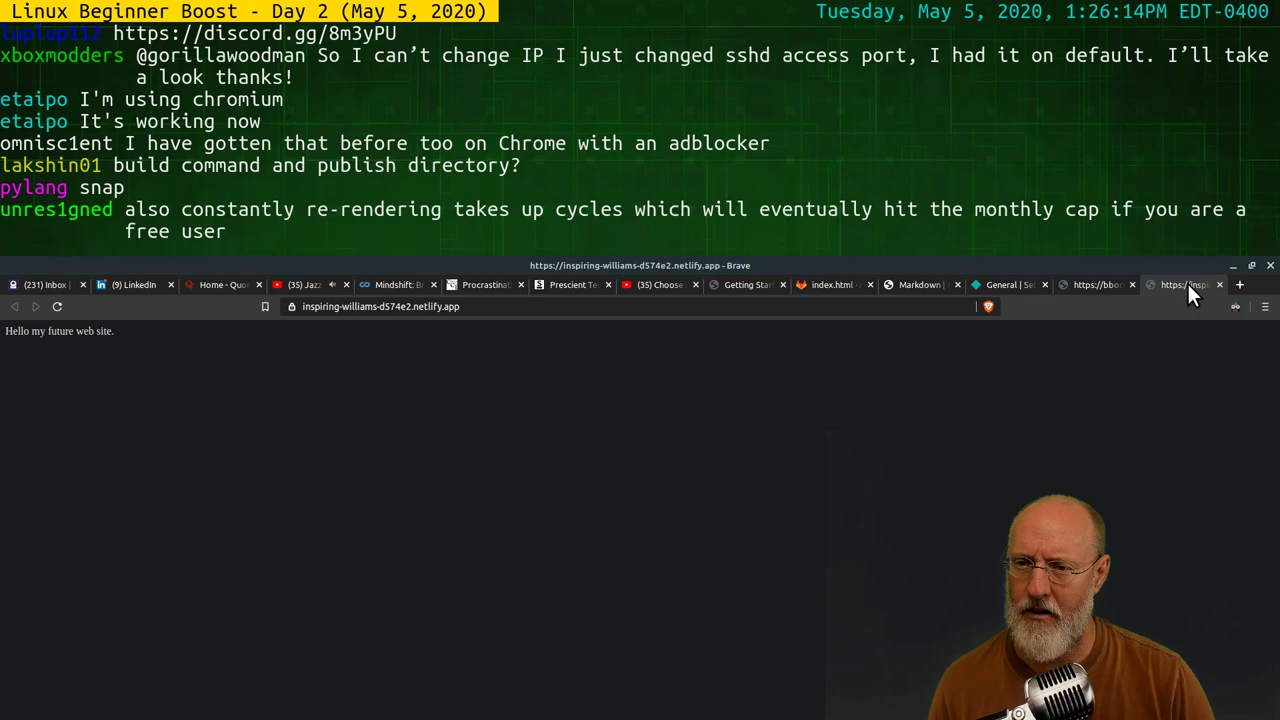 Linux Beginner Boost - Day 2 (May 5, 2020)
Tuesday, May 5, 2020, 1:26:14PM EDT-0400
luplup112 https://discord.gg/8m3yPU
xboxmodders @gorillawoodman So I can’t change IP I just changed sshd access port, I had it on default. I’ll take
a look thanks!
etaipo I'm using chromium
etaipo It's working now
omnisc1ent I have gotten that before too on Chrome with an adblocker
lakshin01 build command and publish directory?
pylang snap
unres1gned also constantly re-rendering takes up cycles which will eventually hit the monthly cap if you are a
free user
https://inspiring-williams-d574e2.netlify.app - Brave
(231) Inbox (9) LinkedIn Home - Quo (35) Jazz Mindshift: B Procrastinat Prescient Te (35) Choose Getting Sta index.html - Markdown | General | Se https://bbo https://inspi
inspiring-williams-d574e2.netlify.app
Hello my future web site.